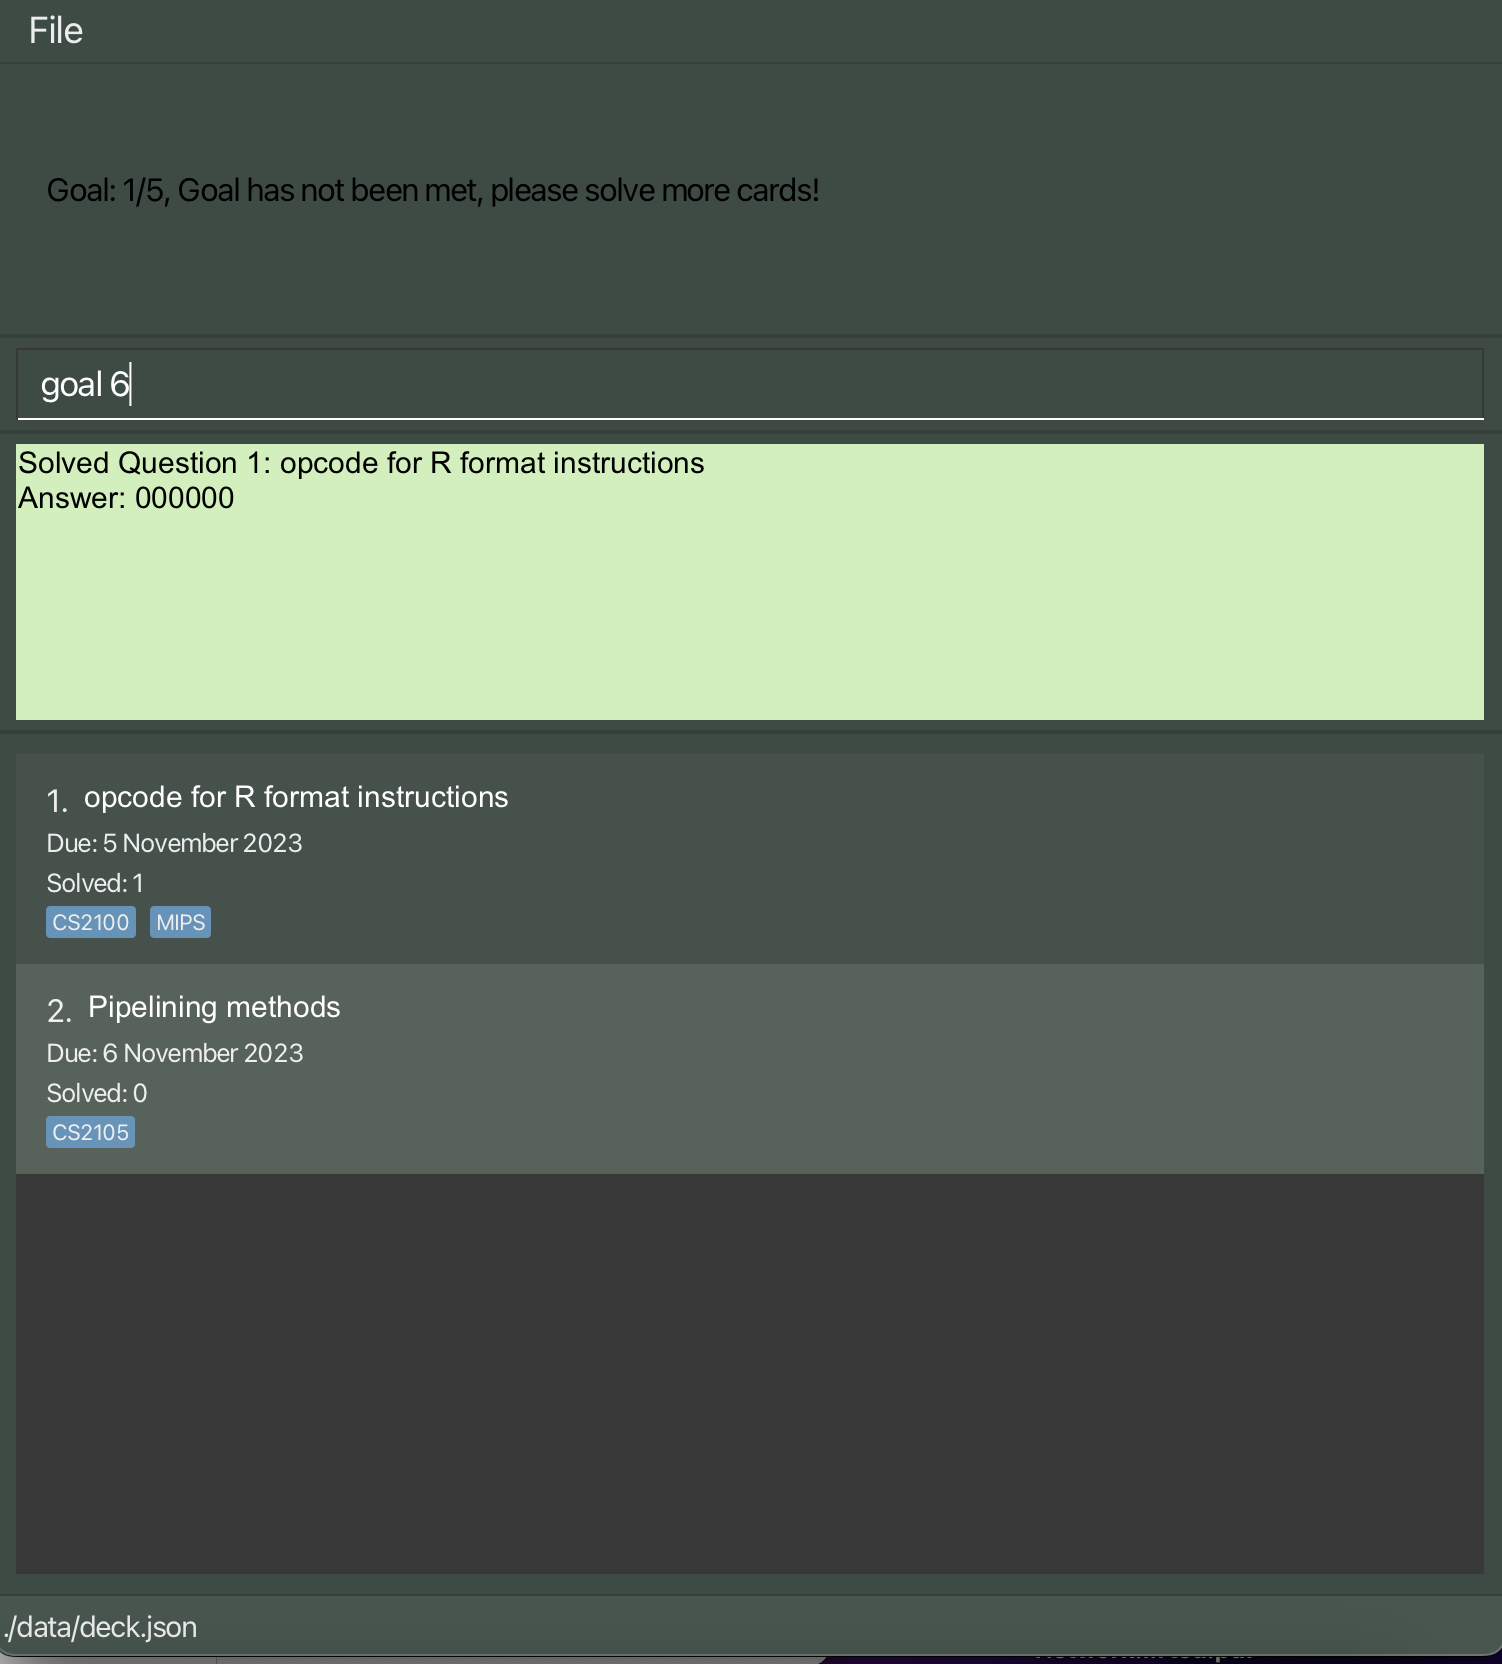 File
Goal: 1/5, Goal has not been met, please solve more cards!
goal 6
Solved Question 1: opcode for R format instructions
Answer: 000000
1. opcode for R format instructions
Due: 5 November 2023
Solved: 1
CS2100 MIPS
2. Pipelining methods
Due: 6 November 2023
Solved: 0
CS2105
./data/deck.json